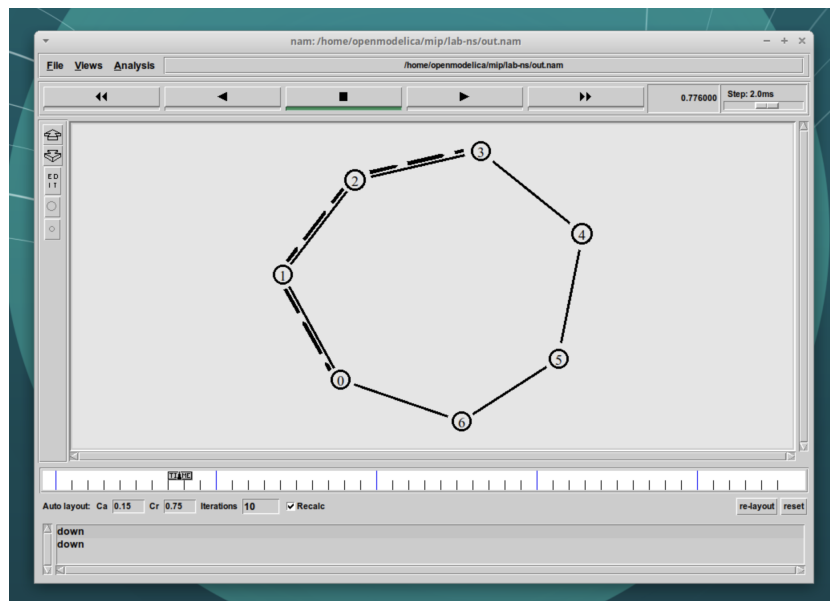 nam: /home/openmodelica/mip/lab-ns/out.nam
File Views Analysis /home/openmodelica/mip/lab-ns/out.nam
0.776000 Step: 2.0ms
E D
I T
3
2
4
1
5
0
6
TIME
Auto layout: Ca 0.15 Cr 0.75 Iterations 10 Recalc re-layout reset
down
down